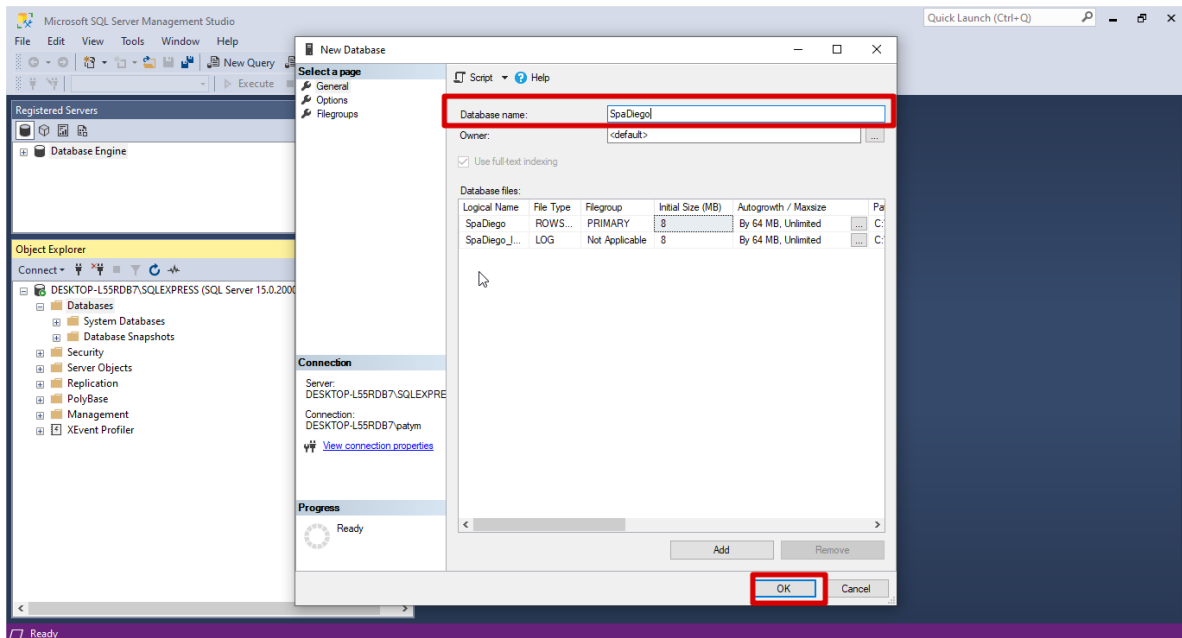 Microsoft SQL Server Management Studio
Quick Launch (Ctrl+Q)
File Edit View Tools Window Help
New Query
Execute
Registered Servers
Database Engine
Object Explorer
Connect
DESKTOP-L55RDB7\SQLEXPRESS (SQL Server 15.0.2000
Databases
System Databases
Database Snapshots
Security
Server Objects
Replication
PolyBase
Management
XEvent Profiler
New Database
Select a page
General
Options
Filegroups
Connection
Server:
DESKTOP-L55RDB7\SQLEXPRE
Connection:
DESKTOP-L55RDB7\patym
View connection properties
Progress
Ready
Script Help
Database name: SpaDiego
Owner: <default> ...
Use full-text indexing
Database files:
Logical Name File Type Filegroup Initial Size (MB) Autogrowth / Maxsize Pa
SpaDiego ROWS... PRIMARY 8 By 64 MB, Unlimited ... C:
SpaDiego_l... LOG Not Applicable 8 By 64 MB, Unlimited ... C:
Add Remove
OK Cancel
Ready